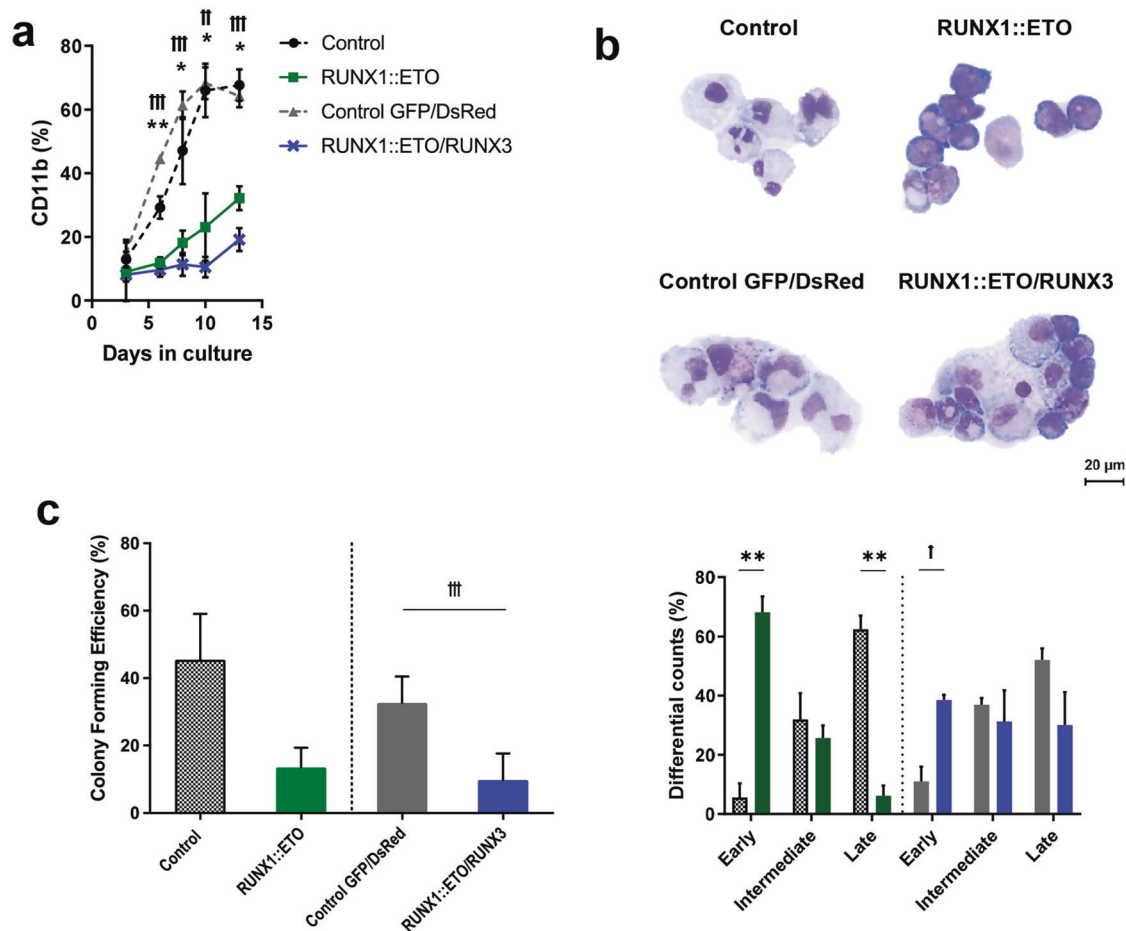 a
80
60
40
20
0
CD11b (%)
0
5
10
15
Days in culture
†††
**
†††
*
††
*
†††
*
Control
RUNX1::ETO
Control GFP/DsRed
RUNX1::ETO/RUNX3
b
Control
RUNX1::ETO
Control GFP/DsRed
RUNX1::ETO/RUNX3
20 µm
c
80
60
40
20
0
Colony Forming Efficiency (%)
†††
Control
RUNX1::ETO
Control GFP/DsRed
RUNX1::ETO/RUNX3
80
60
40
20
0
Differential counts (%)
**
**
†
Early
Intermediate
Late
Early
Intermediate
Late